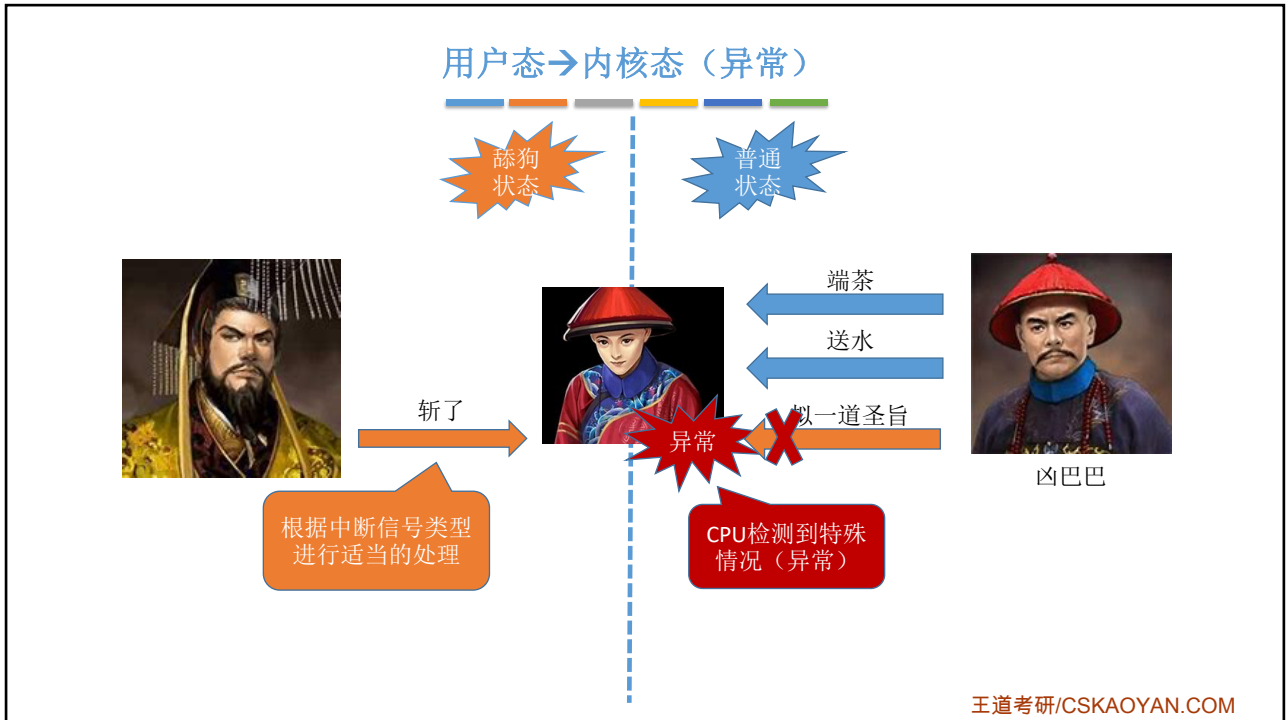 用户态→内核态（异常）
舔狗
状态
普通
状态
端茶
送水
斩了
拟一道圣旨
异常
凶巴巴
根据中断信号类型
进行适当的处理
CPU检测到特殊
情况（异常）
王道考研/CSKAOYAN.COM